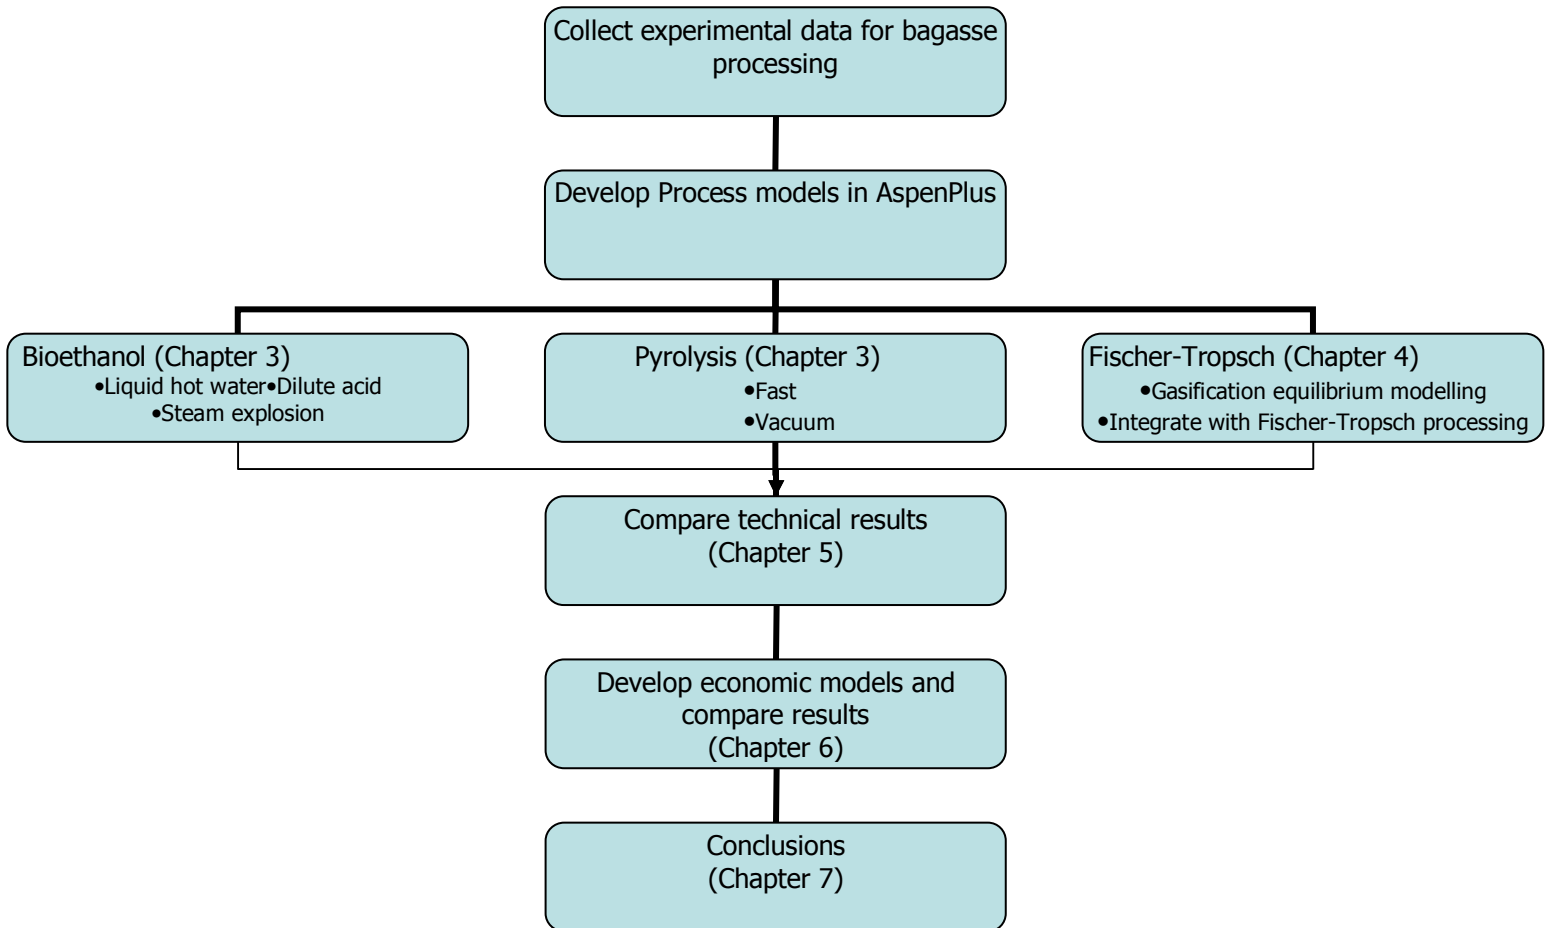 Collect experimental data for bagasse
processing
Develop Process models in AspenPlus
Bioethanol (Chapter 3)
•Liquid hot water•Dilute acid
•Steam explosion
Pyrolysis (Chapter 3)
•Fast
•Vacuum
Fischer-Tropsch (Chapter 4)
•Gasification equilibrium modelling
•Integrate with Fischer-Tropsch processing
Compare technical results
(Chapter 5)
Develop economic models and
compare results
(Chapter 6)
Conclusions
(Chapter 7)